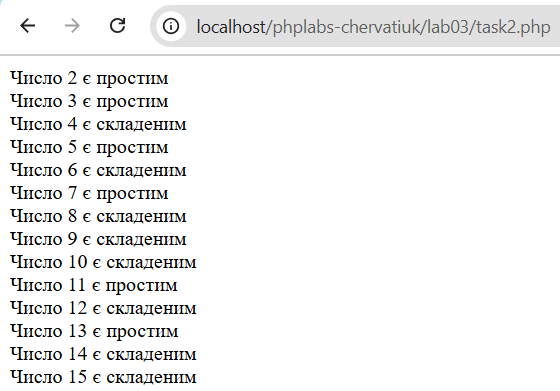 localhost/phplabs-chervatiuk/lab03/task2.php
Число 2 є простим
Число 3 є простим
Число 4 є складеним
Число 5 є простим
Число 6 є складеним
Число 7 є простим
Число 8 є складеним
Число 9 є складеним
Число 10 є складеним
Число 11 є простим
Число 12 є складеним
Число 13 є простим
Число 14 є складеним
Число 15 є складеним